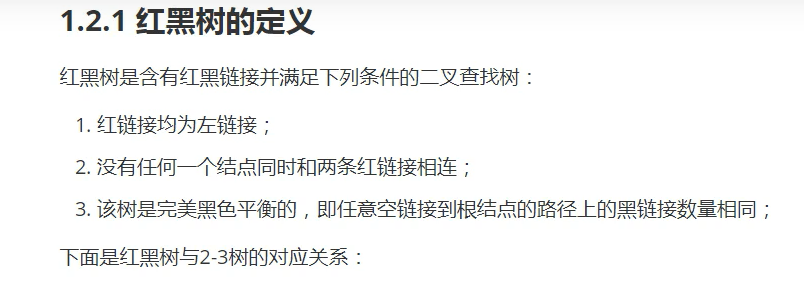 1.2.1 红黑树的定义
红黑树是含有红黑链接并满足下列条件的二叉查找树：
1. 红链接均为左链接；
2. 没有任何一个结点同时和两条红链接相连；
3. 该树是完美黑色平衡的，即任意空链接到根结点的路径上的黑链接数量相同；
下面是红黑树与2-3树的对应关系：